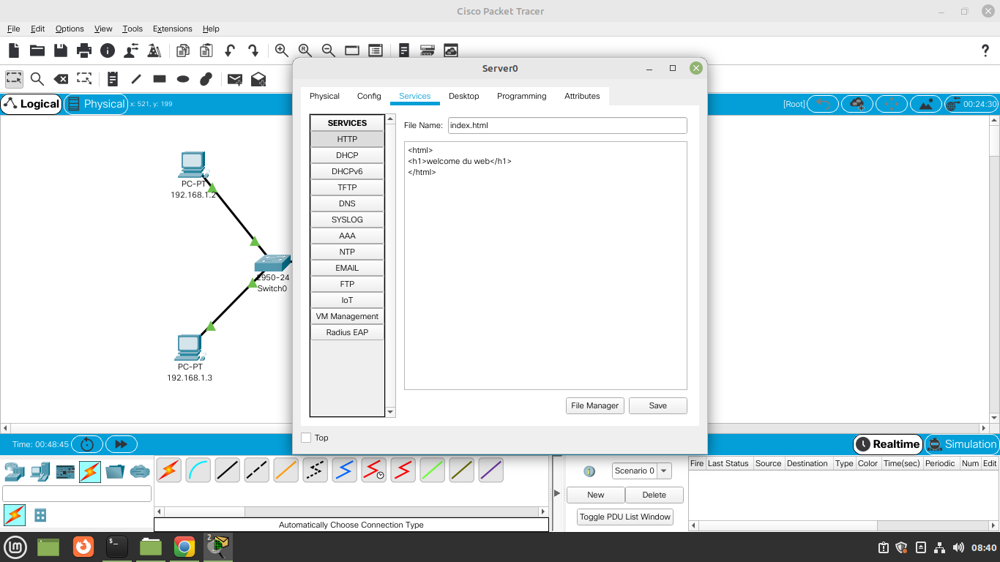 Cisco Packet Tracer
File Edit Options View Tools Extensions Help
Logical Physical x: 521, y: 199 [Root] 00:24:30
Server0
Physical Config Services Desktop Programming Attributes
SERVICES
HTTP
DHCP
DHCPv6
TFTP
DNS
SYSLOG
AAA
NTP
EMAIL
FTP
IoT
VM Management
Radius EAP
File Name: index.html
<html>
<h1>welcome du web</h1>
</html>
File Manager Save
Top
PC-PT
192.168.1.2
2950-24
Switch0
PC-PT
192.168.1.3
Time: 00:48:45 Realtime Simulation
Scenario 0
New Delete
Toggle PDU List Window
Fire Last Status Source Destination Type Color Time(sec) Periodic Num Edit
Automatically Choose Connection Type
2 08:40